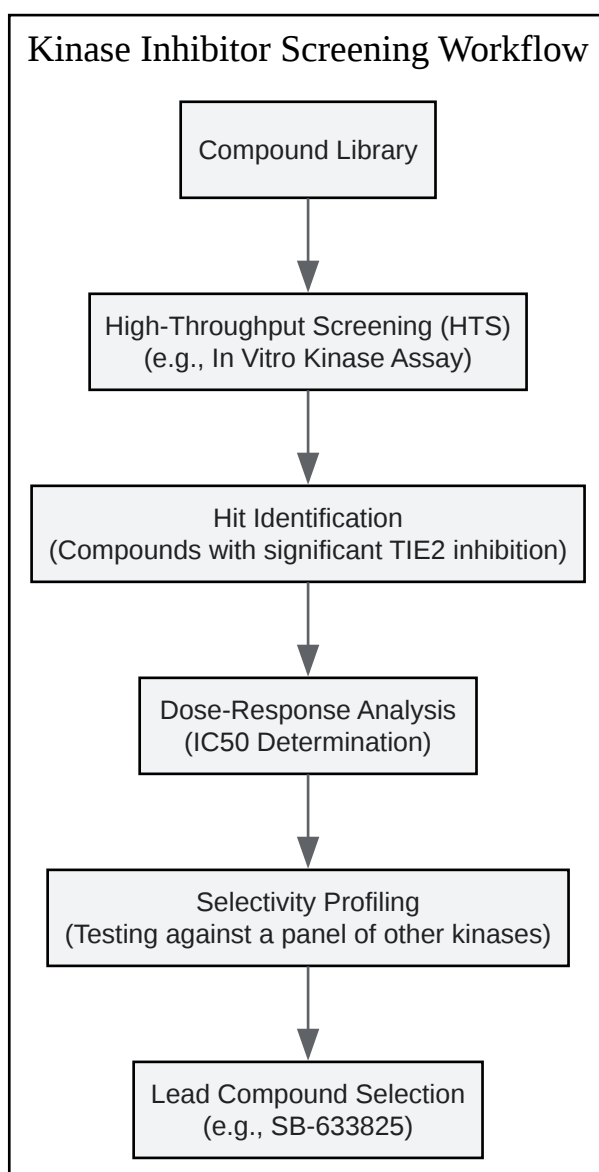 Kinase Inhibitor Screening Workflow
Compound Library
High-Throughput Screening (HTS)
(e.g., In Vitro Kinase Assay)
Hit Identification
(Compounds with significant TIE2 inhibition)
Dose-Response Analysis
(IC50 Determination)
Selectivity Profiling
(Testing against a panel of other kinases)
Lead Compound Selection
(e.g., SB-633825)